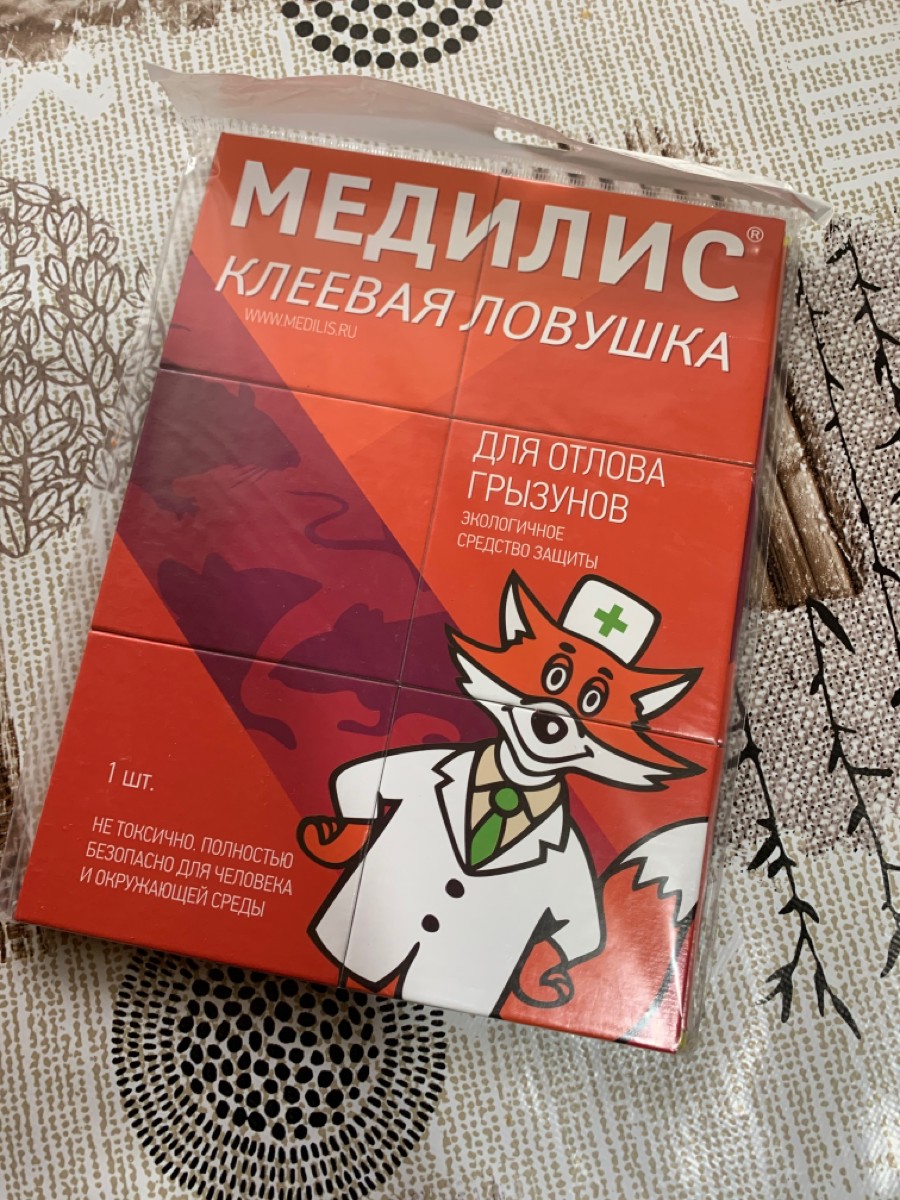 МЕДИЛИС®
КЛЕЕВАЯ ЛОВУШКА
WWW.MEDILIS.RU
ДЛЯ ОТЛОВА
ГРЫЗУНОВ
ЭКОЛОГИЧНОЕ
СРЕДСТВО ЗАЩИТЫ
1 ШТ.
НЕ ТОКСИЧНО. ПОЛНОСТЬЮ
БЕЗОПАСНО ДЛЯ ЧЕЛОВЕКА
И ОКРУЖАЮЩЕЙ СРЕДЫ